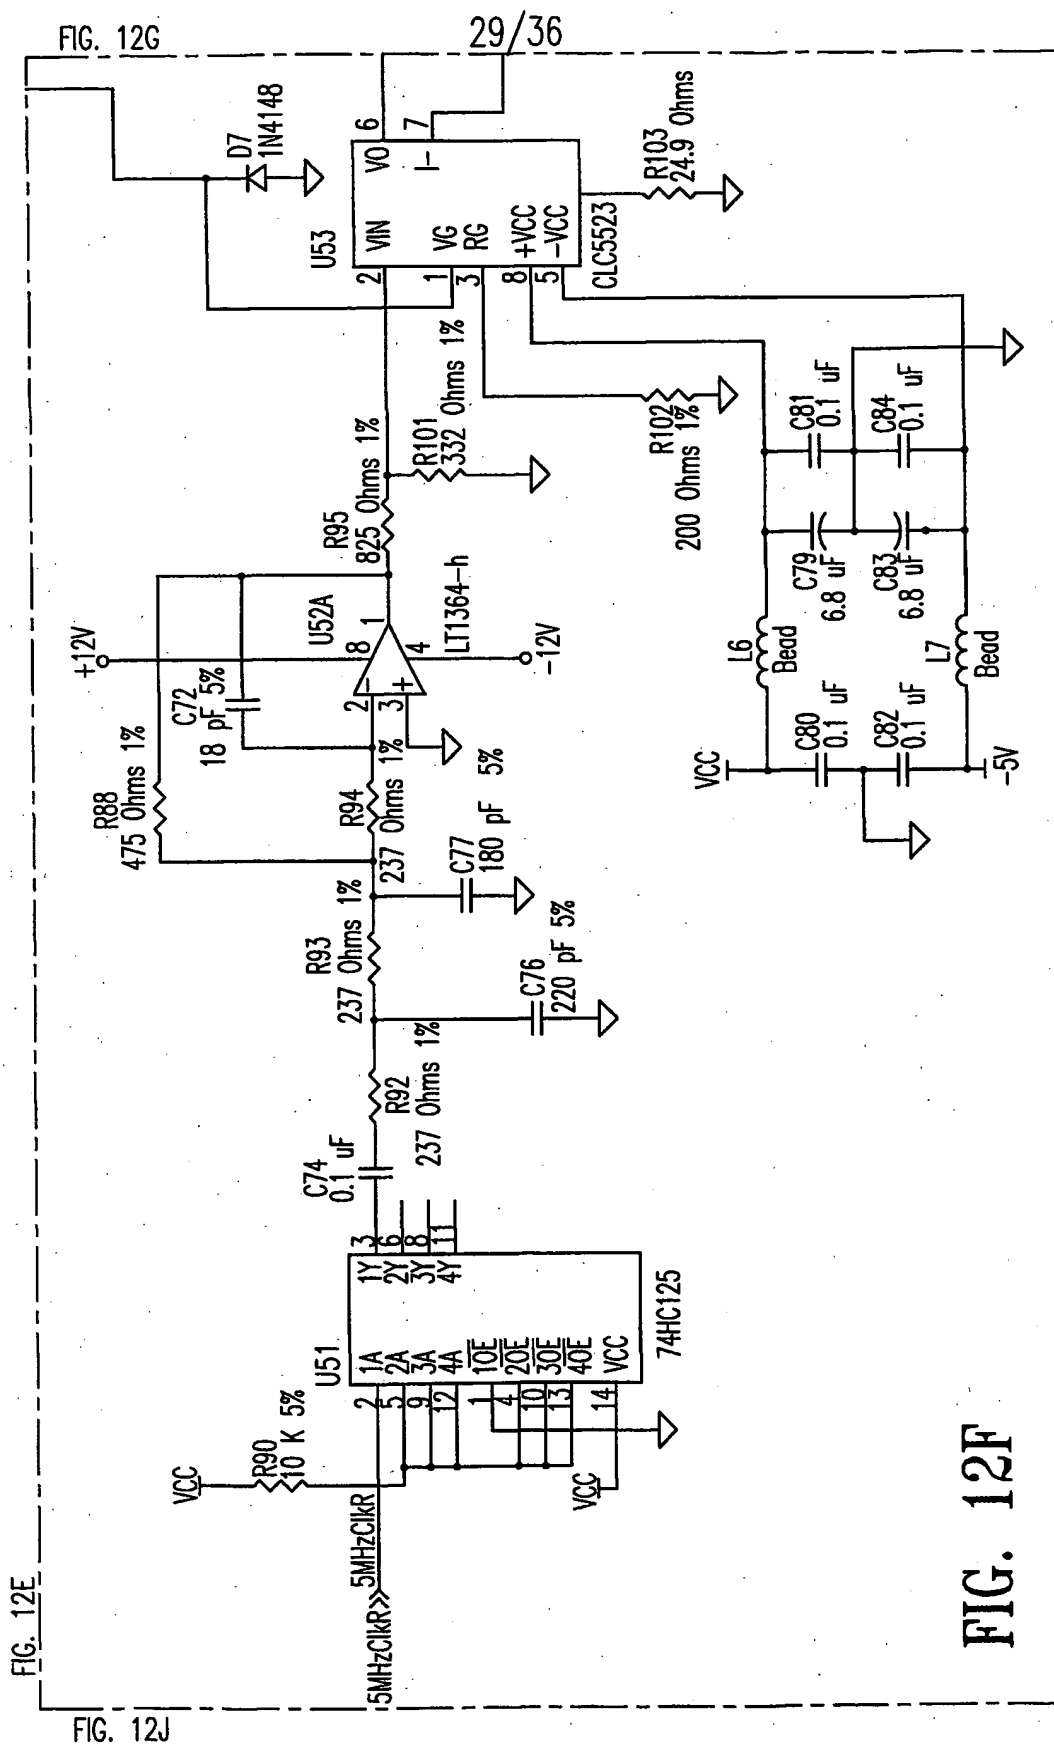 29/36
FIG. 12G
FIG. 12E
FIG. 12J
5MHzClkR
5MHzClkR
VCC
R90
10 K 5%
U51
2 1A
5 2A
9 3A
12 4A
1 1OE
4 2OE
10 3OE
13 4OE
14 VCC
VCC
1Y 3
2Y 6
3Y 8
4Y 11
74HC125
C74
0.1 uF
R92
237 Ohms 1%
C76
220 pF 5%
R93
237 Ohms 1%
C77
180 pF 5%
R94
237 Ohms 1%
R88
475 Ohms 1%
C72
18 pF 5%
+12V
U52A
8
2 -
3 +
1
4
LT1364-h
-12V
R95
825 Ohms 1%
R101
332 Ohms 1%
U53
2 VIN
1 VG
3 RG
8 +VCC
5 -VCC
VO 6
I- 7
CLC5523
D7
1N4148
R103
24.9 Ohms
R102
200 Ohms 1%
C81
0.1 uF
C84
0.1 uF
C79
6.8 uF
C83
6.8 uF
L6
Bead
L7
Bead
C80
0.1 uF
C82
0.1 uF
VCC
-5V
FIG. 12F